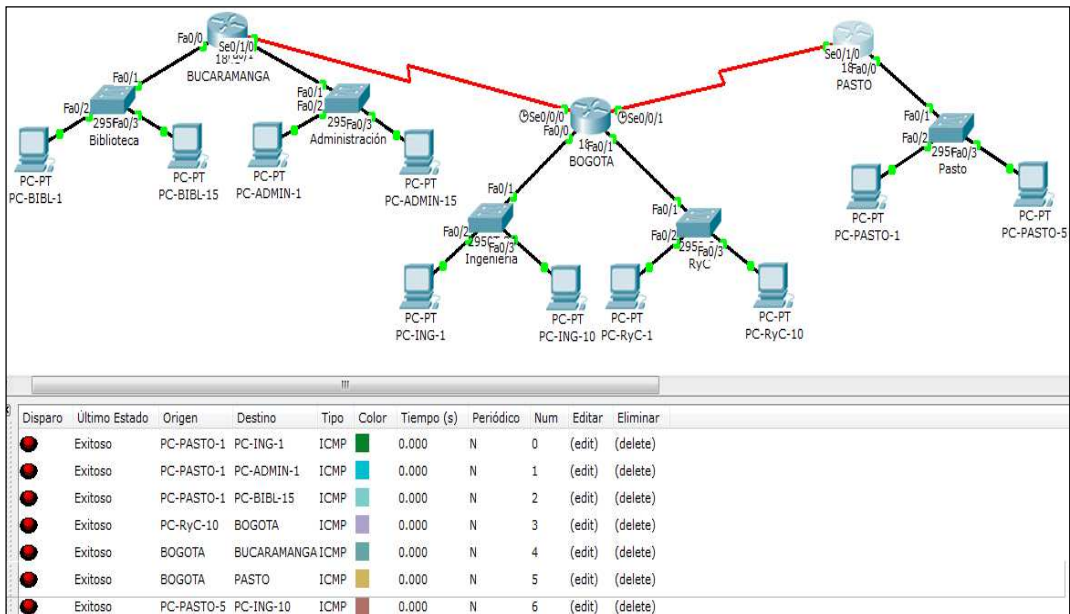 Fa0/0
Se0/1/0
BUCARAMANGA
Fa0/1
Fa0/2
Fa0/3
Biblioteca
PC-PT
PC-BIBL-1
PC-PT
PC-BIBL-15
Fa0/1
Fa0/2
Fa0/3
Administración
PC-PT
PC-ADMIN-1
PC-PT
PC-ADMIN-15
Se0/0/0
Se0/0/1
Fa0/0
Fa0/1
BOGOTA
Fa0/1
Fa0/2
Fa0/3
Ingenieria
PC-PT
PC-ING-1
PC-PT
PC-ING-10
Fa0/1
Fa0/2
Fa0/3
RyC
PC-PT
PC-RyC-1
PC-PT
PC-RyC-10
Se0/1/0
Fa0/0
PASTO
Fa0/1
Fa0/2
Fa0/3
Pasto
PC-PT
PC-PASTO-1
PC-PT
PC-PASTO-5
Disparo Último Estado Origen Destino Tipo Color Tiempo (s) Periódico Num Editar Eliminar
Exitoso PC-PASTO-1 PC-ING-1 ICMP 0.000 N 0 (edit) (delete)
Exitoso PC-PASTO-1 PC-ADMIN-1 ICMP 0.000 N 1 (edit) (delete)
Exitoso PC-PASTO-1 PC-BIBL-15 ICMP 0.000 N 2 (edit) (delete)
Exitoso PC-RyC-10 BOGOTA ICMP 0.000 N 3 (edit) (delete)
Exitoso BOGOTA BUCARAMANGA ICMP 0.000 N 4 (edit) (delete)
Exitoso BOGOTA PASTO ICMP 0.000 N 5 (edit) (delete)
Exitoso PC-PASTO-5 PC-ING-10 ICMP 0.000 N 6 (edit) (delete)